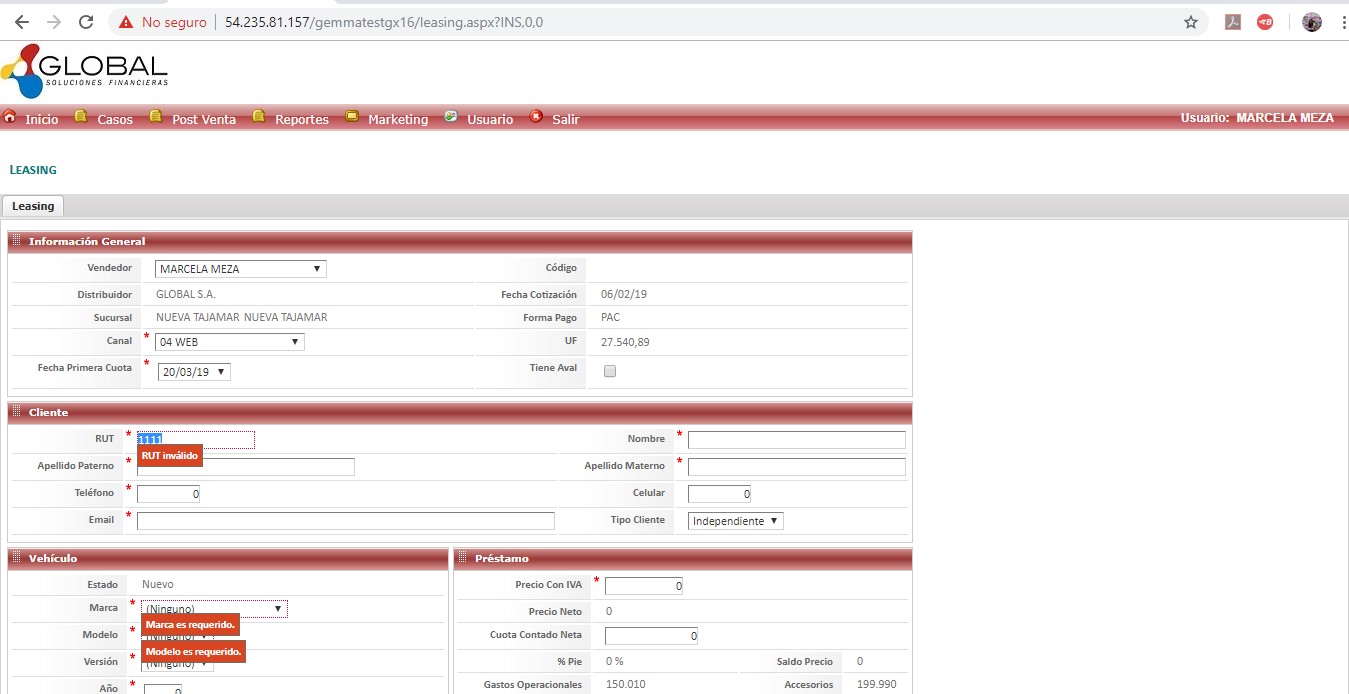 No seguro 54.235.81.157/gemmatestgx16/leasing.aspx?INS,0,0
GLOBAL
SOLUCIONES FINANCIERAS
Inicio Casos Post Venta Reportes Marketing Usuario Salir Usuario: MARCELA MEZA
LEASING
Leasing
Información General
Vendedor MARCELA MEZA Código
Distribuidor GLOBAL S.A. Fecha Cotización 06/02/19
Sucursal NUEVA TAJAMAR NUEVA TAJAMAR Forma Pago PAC
Canal * 04 WEB UF 27.540,89
Fecha Primera Cuota * 20/03/19 Tiene Aval
Cliente
RUT * 1111 Nombre *
RUT inválido
Apellido Paterno * Apellido Materno *
Teléfono * 0 Celular 0
Email * Tipo Cliente Independiente
Vehículo Préstamo
Estado Nuevo Precio Con IVA * 0
Marca * (Ninguno) Precio Neto 0
Marca es requerido.
Modelo * (Ninguno) Cuota Contado Neta 0
Modelo es requerido.
Versión * (Ninguno) % Pie 0 % Saldo Precio 0
Año * 0 Gastos Operacionales 150.010 Accesorios 199.990